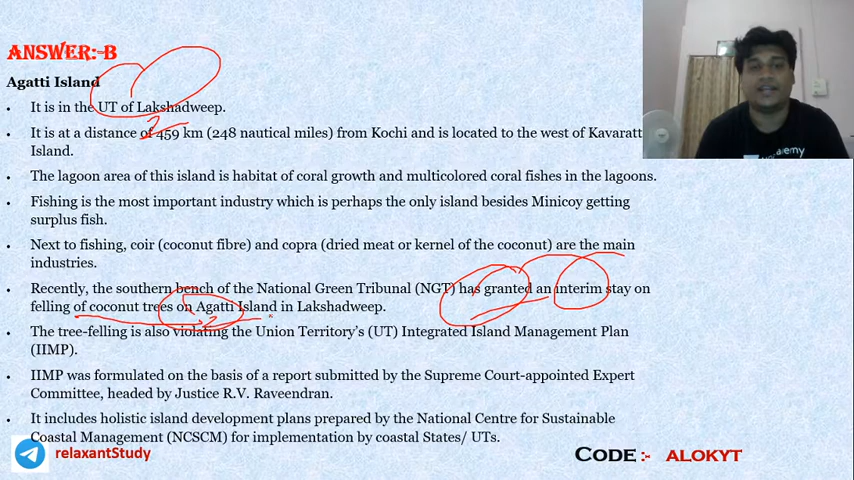 ANSWER:-B
Agatti Island
• It is in the UT of Lakshadweep.
• It is at a distance of 459 km (248 nautical miles) from Kochi and is located to the west of Kavaratt
Island.
• The lagoon area of this island is habitat of coral growth and multicolored coral fishes in the lagoons.
• Fishing is the most important industry which is perhaps the only island besides Minicoy getting
surplus fish.
• Next to fishing, coir (coconut fibre) and copra (dried meat or kernel of the coconut) are the main
industries.
• Recently, the southern bench of the National Green Tribunal (NGT) has granted an interim stay on
felling of coconut trees on Agatti Island in Lakshadweep.
• The tree-felling is also violating the Union Territory's (UT) Integrated Island Management Plan
(IIMP).
• IIMP was formulated on the basis of a report submitted by the Supreme Court-appointed Expert
Committee, headed by Justice R.V. Raveendran.
• It includes holistic island development plans prepared by the National Centre for Sustainable
Coastal Management (NCSCM) for implementation by coastal States/ UTs.
relaxantStudy
CODE :- ALOKYT